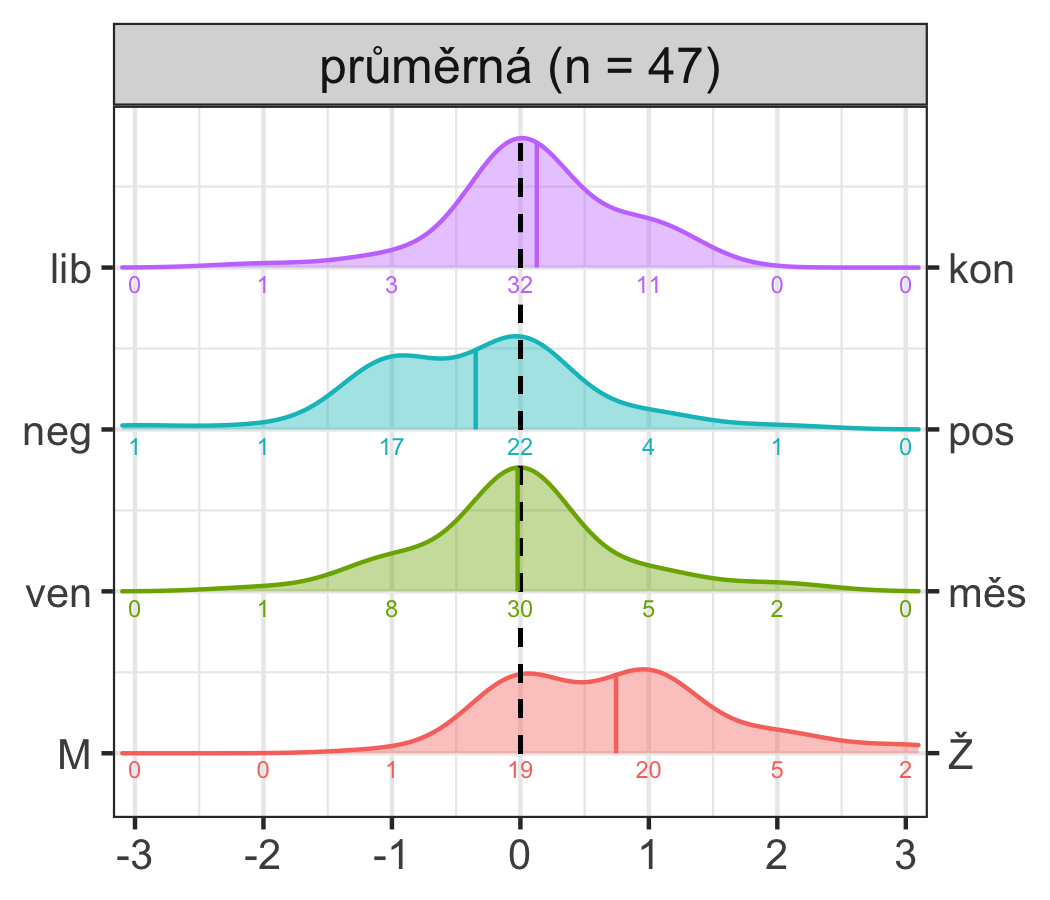 průměrná (n = 47)
lib kon
0 1 3 32 11 0 0
neg pos
1 1 17 22 4 1 0
ven měs
0 1 8 30 5 2 0
M Ž
0 0 1 19 20 5 2
-3 -2 -1 0 1 2 3